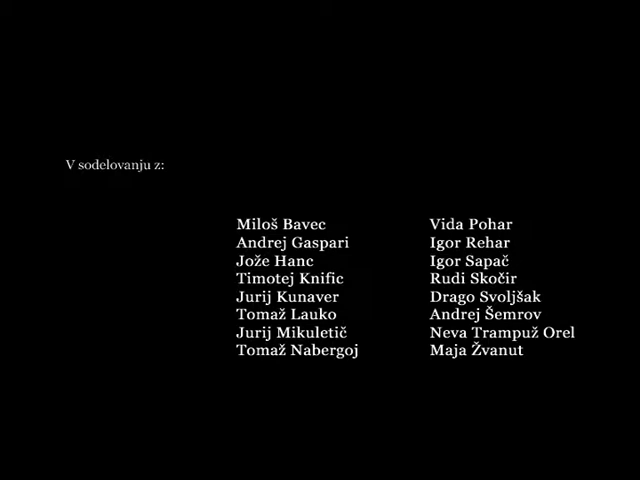 V sodelovanju z:
Miloš Bavec
Andrej Gaspari
Jože Hanc
Timotej Knific
Jurij Kunaver
Tomaž Lauko
Jurij Mikuletič
Tomaž Nabergoj
Vida Pohar
Igor Rehar
Igor Sapač
Rudi Skočir
Drago Svoljšak
Andrej Šemrov
Neva Trampuž Orel
Maja Žvanut